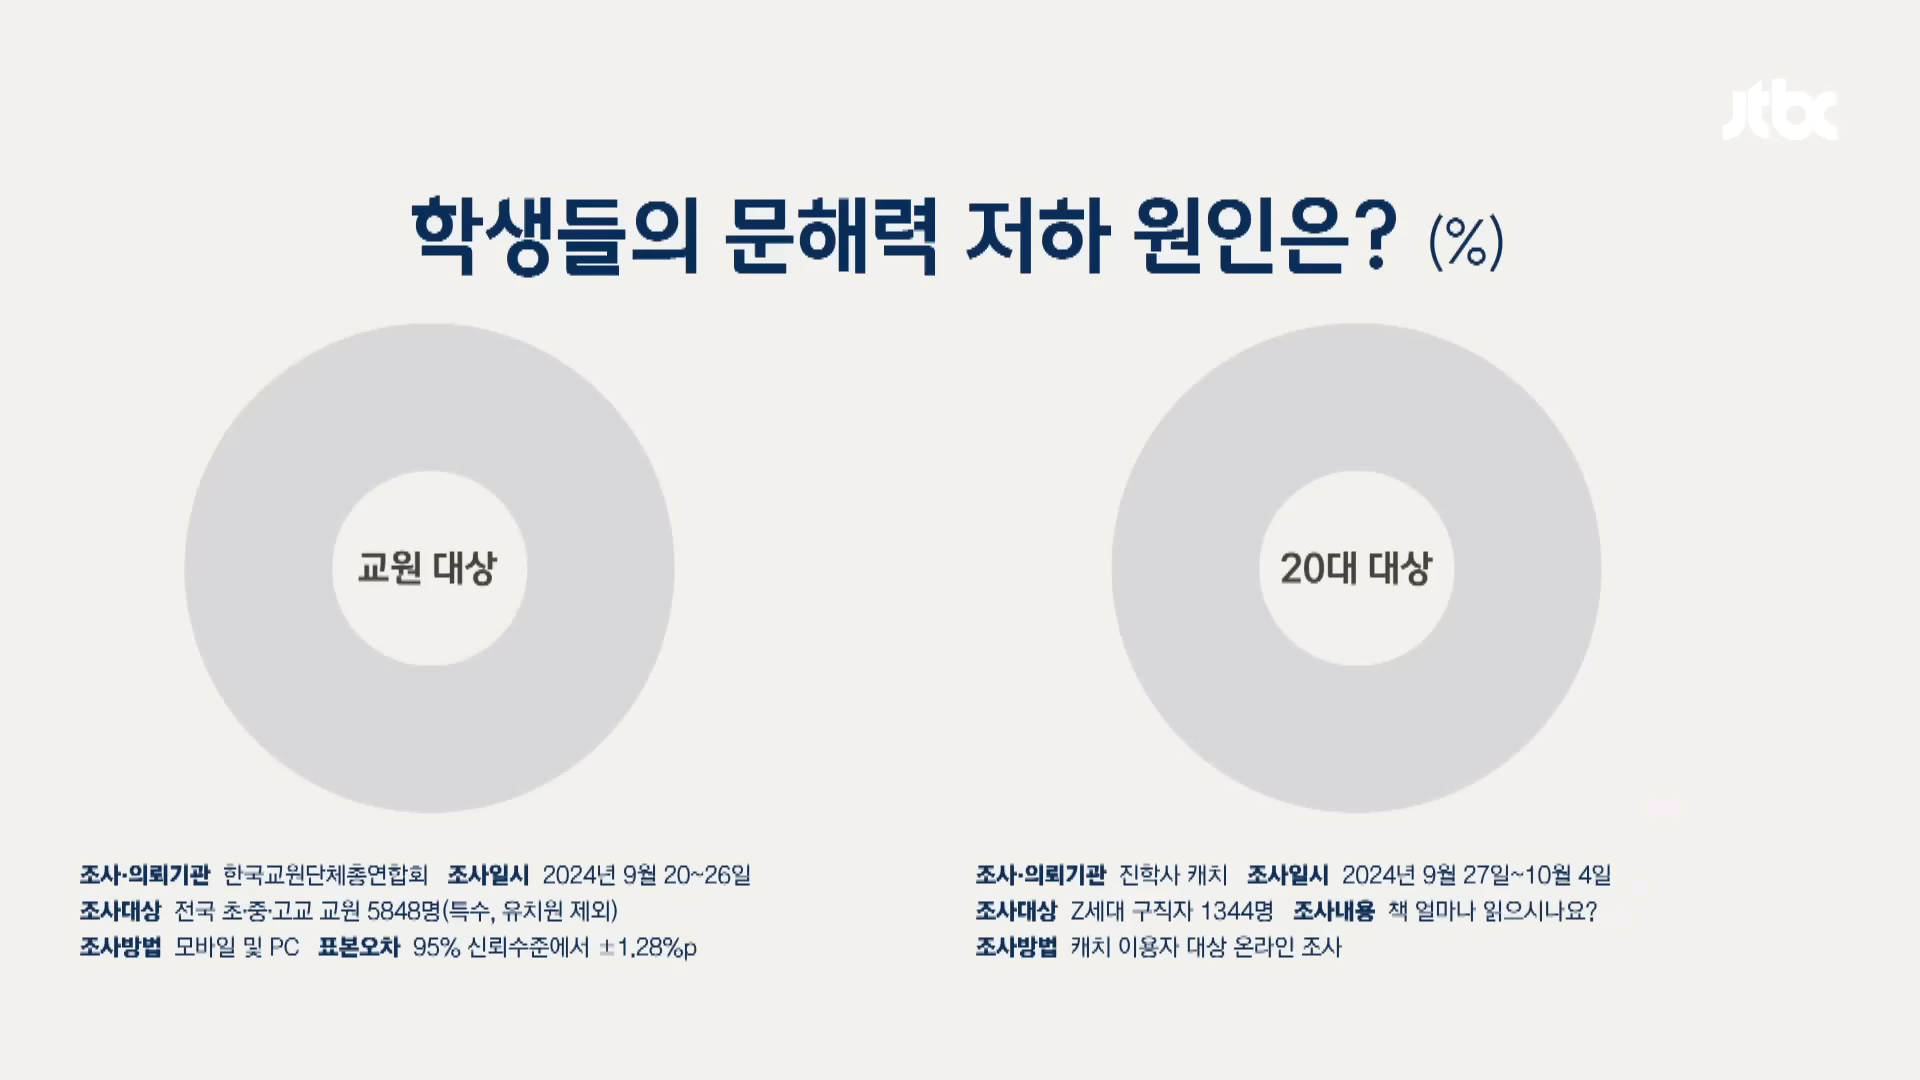 jtbc
학생들의 문해력 저하 원인은? (%)
교원 대상
20대 대상
조사·의뢰기관 한국교원단체총연합회 조사일시 2024년 9월 20~26일
조사대상 전국 초·중·고교 교원 5848명(특수, 유치원 제외)
조사방법 모바일 및 PC 표본오차 95% 신뢰수준에서 ±1.28%p
조사·의뢰기관 진학사 캐치 조사일시 2024년 9월 27일~10월 4일
조사대상 Z세대 구직자 1344명 조사내용 책 얼마나 읽으시나요?
조사방법 캐치 이용자 대상 온라인 조사